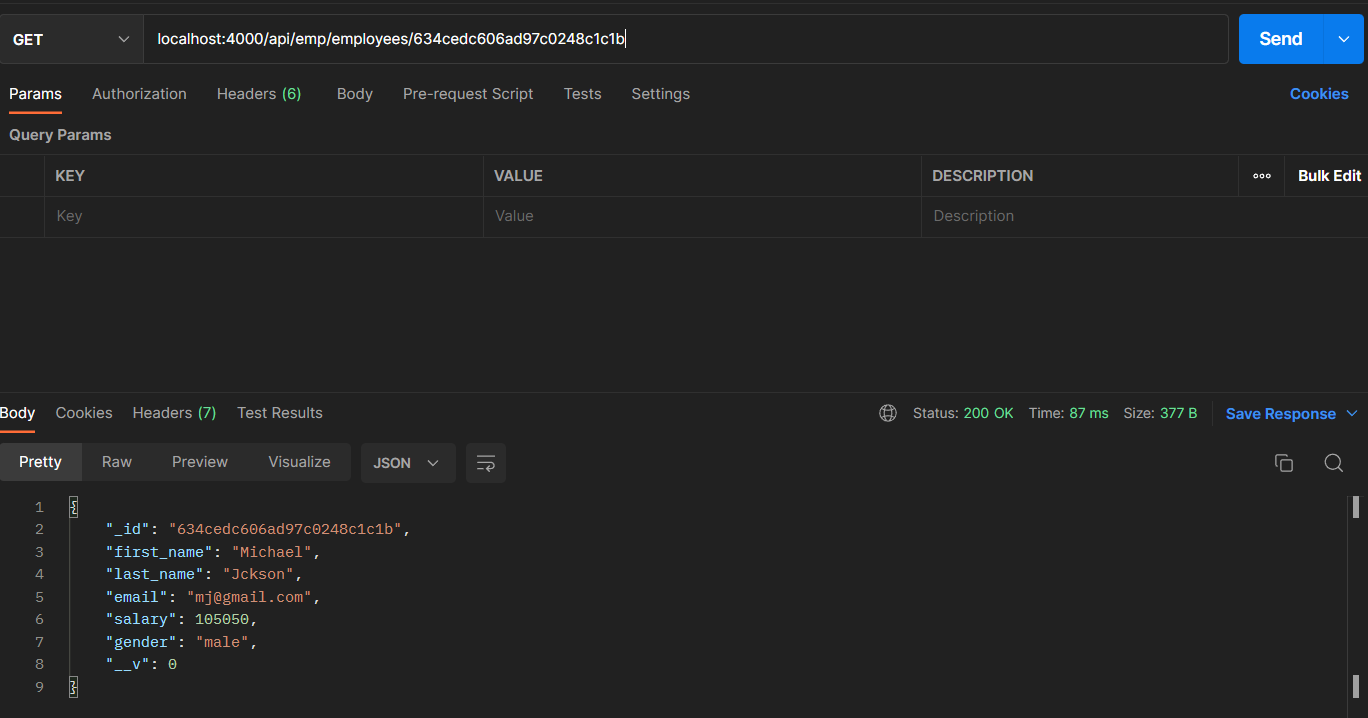 GET localhost:4000/api/emp/employees/634cedc606ad97c0248c1c1b Send
Params Authorization Headers (6) Body Pre-request Script Tests Settings Cookies
Query Params
KEY VALUE DESCRIPTION ooo Bulk Edit
Key Value Description
Body Cookies Headers (7) Test Results Status: 200 OK Time: 87 ms Size: 377 B Save Response
Pretty Raw Preview Visualize JSON
1 {
2 "_id": "634cedc606ad97c0248c1c1b",
3 "first_name": "Michael",
4 "last_name": "Jckson",
5 "email": "mj@gmail.com",
6 "salary": 105050,
7 "gender": "male",
8 "__v": 0
9 }